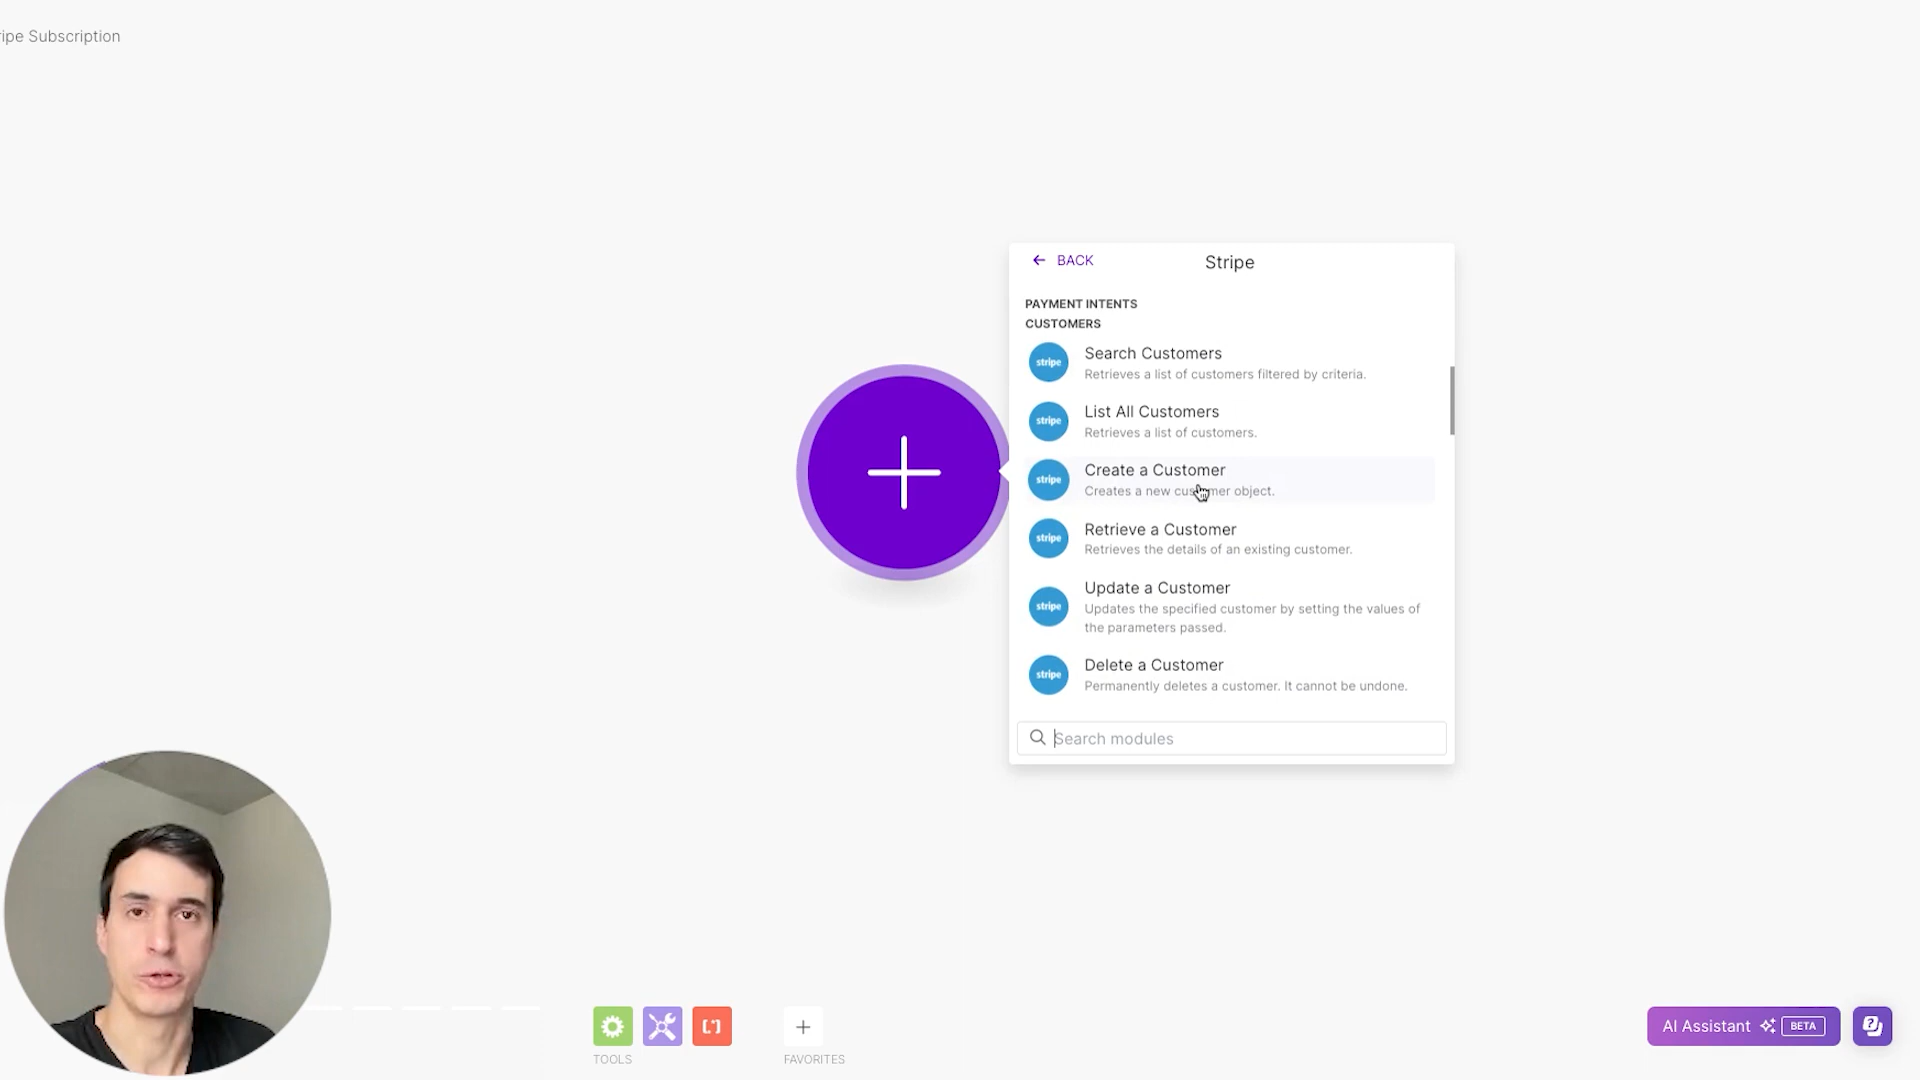 ipe Subscription
BACK
Stripe
PAYMENT INTENTS
CUSTOMERS
stripe
Search Customers
Retrieves a list of customers filtered by criteria.
stripe
List All Customers
Retrieves a list of customers.
stripe
Create a Customer
Creates a new customer object.
stripe
Retrieve a Customer
Retrieves the details of an existing customer.
stripe
Update a Customer
Updates the specified customer by setting the values of
the parameters passed.
stripe
Delete a Customer
Permanently deletes a customer. It cannot be undone.
Search modules
TOOLS
FAVORITES
AI Assistant BETA